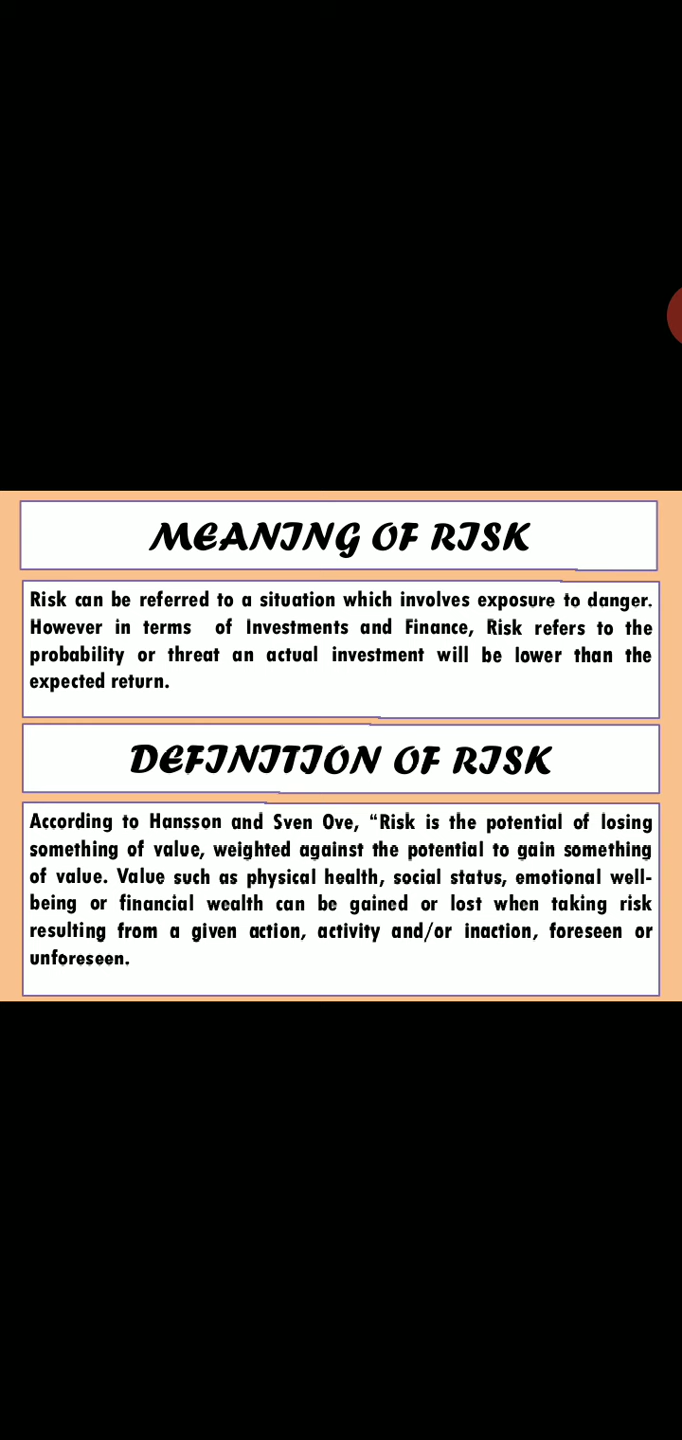 MEANING OF RISK
Risk can be referred to a situation which involves exposure to danger.
However in terms of Investments and Finance, Risk refers to the
probability or threat an actual investment will be lower than the
expected return.
DEFINITION OF RISK
According to Hansson and Sven Ove, “Risk is the potential of losing
something of value, weighted against the potential to gain something
of value. Value such as physical health, social status, emotional well-
being or financial wealth can be gained or lost when taking risk
resulting from a given action, activity and/or inaction, foreseen or
unforeseen.